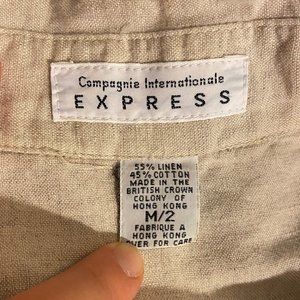 Compagnie Internationale
EXPRESS
55% LINEN
45% COTTON
MADE IN THE
BRITISH CROWN
COLONY OF
HONG KONG
M/2
FABRIQUE A
HONG KONG
OVER FOR CARE